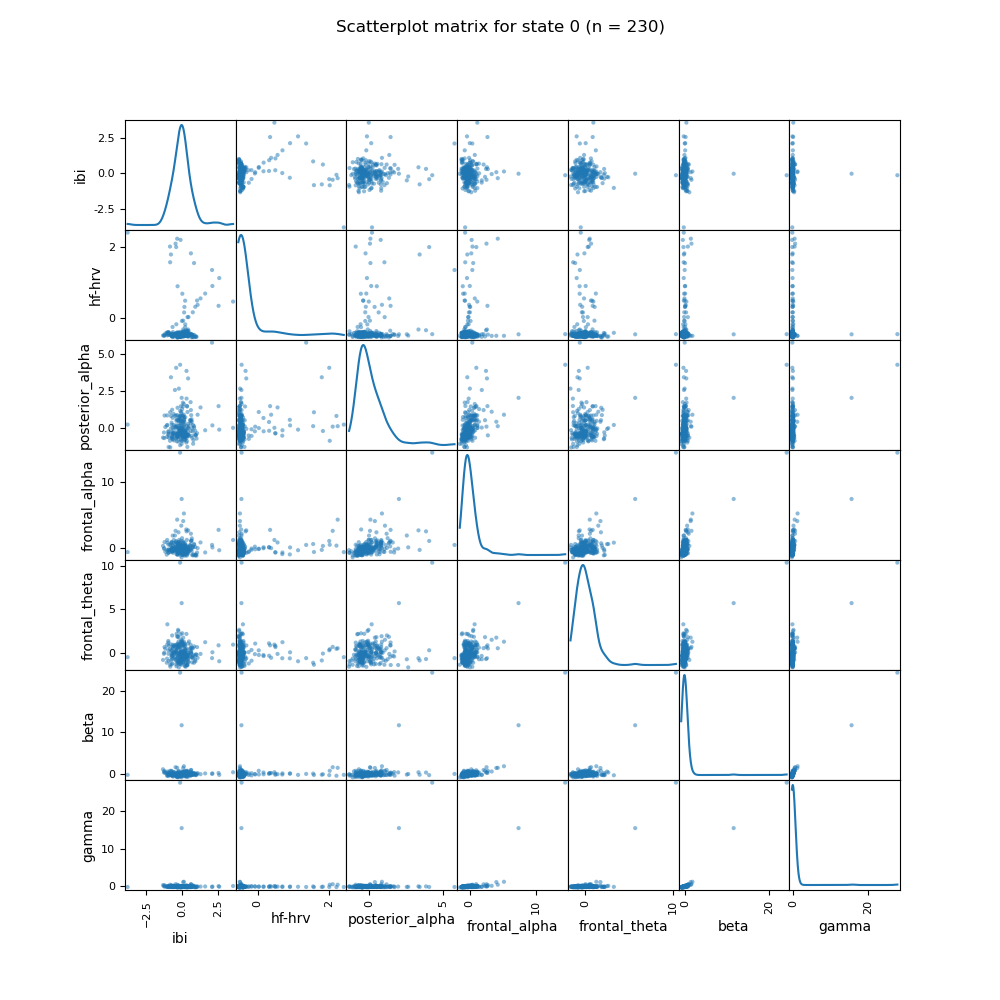 Scatterplot matrix for state 0 (n = 230)
ibi
2.5
0.0
-2.5
hf-hrv
2
0
posterior_alpha
5.0
2.5
0.0
frontal_alpha
10
0
frontal_theta
10
5
0
beta
20
10
0
gamma
20
10
0
−2.5 0.0 2.5 0 2 0 5 0 10 0 10 0 20 0 20
ibi hf-hrv posterior_alpha frontal_alpha frontal_theta beta gamma